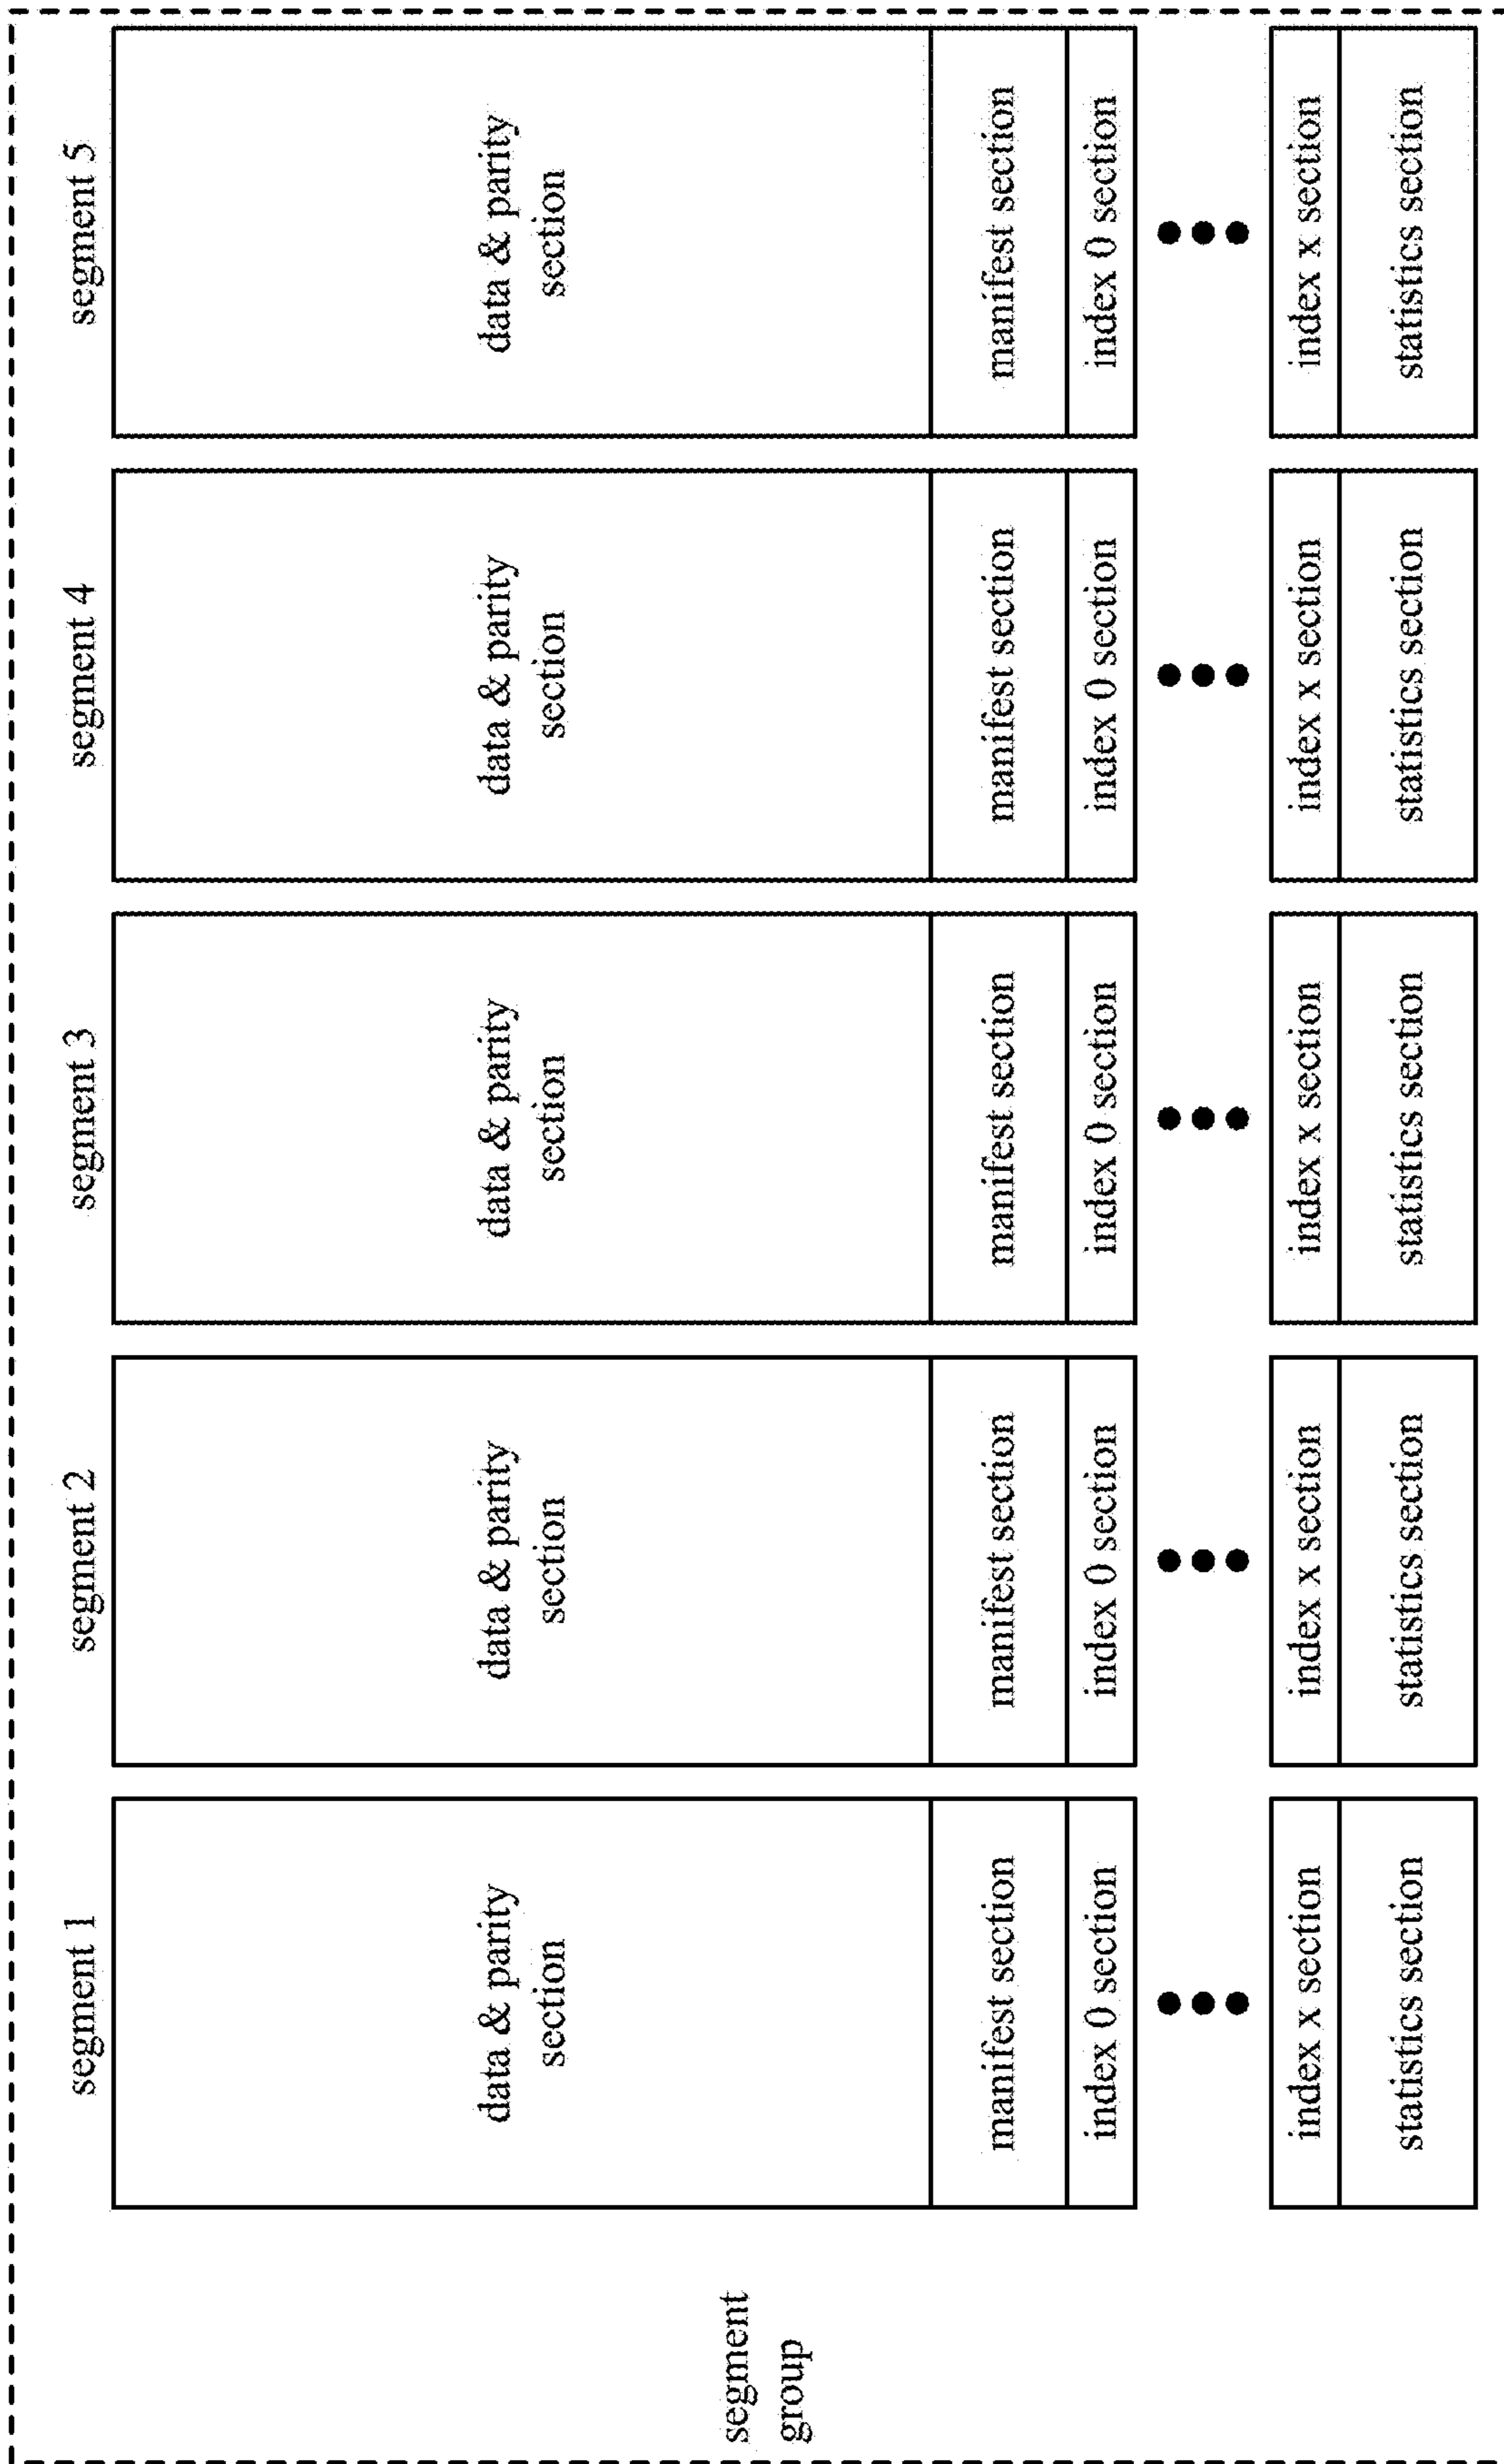 segment group
segment 1
data & parity
section
manifest section
index 0 section
index x section
statistics section
segment 2
data & parity
section
manifest section
index 0 section
index x section
statistics section
segment 3
data & parity
section
manifest section
index 0 section
index x section
statistics section
segment 4
data & parity
section
manifest section
index 0 section
index x section
statistics section
segment 5
data & parity
section
manifest section
index 0 section
index x section
statistics section